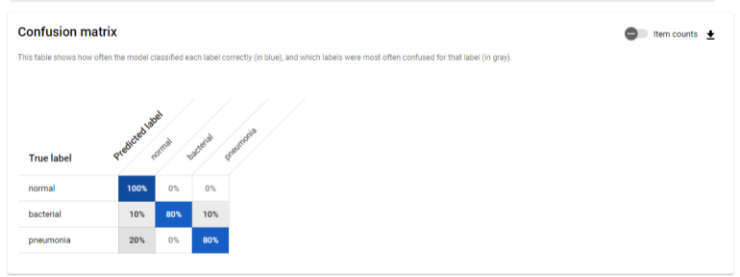 Confusion matrix
Item counts
This table shows how often the model classified each label correctly (in blue), and which labels were most often confused for that label (in gray).
True label
Predicted label
normal
bacterial
pneumonia
normal 100% 0% 0%
bacterial 10% 80% 10%
pneumonia 20% 0% 80%